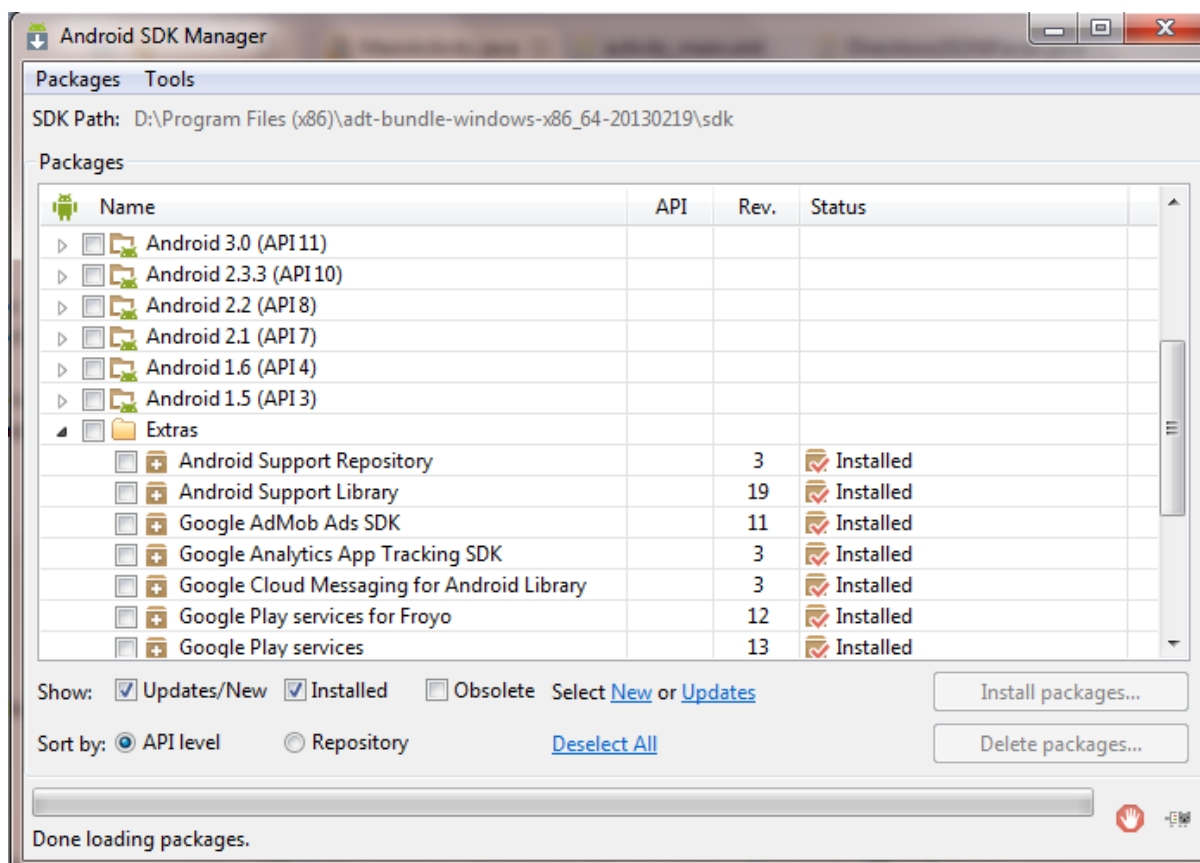 Android SDK Manager
Packages Tools
SDK Path: D:\Program Files (x86)\adt-bundle-windows-x86_64-20130219\sdk
Packages
Name API Rev. Status
Android 3.0 (API 11)
Android 2.3.3 (API 10)
Android 2.2 (API 8)
Android 2.1 (API 7)
Android 1.6 (API 4)
Android 1.5 (API 3)
Extras
Android Support Repository 3 Installed
Android Support Library 19 Installed
Google AdMob Ads SDK 11 Installed
Google Analytics App Tracking SDK 3 Installed
Google Cloud Messaging for Android Library 3 Installed
Google Play services for Froyo 12 Installed
Google Play services 13 Installed
Show: Updates/New Installed Obsolete Select New or Updates Install packages...
Sort by: API level Repository Deselect All Delete packages...
Done loading packages.